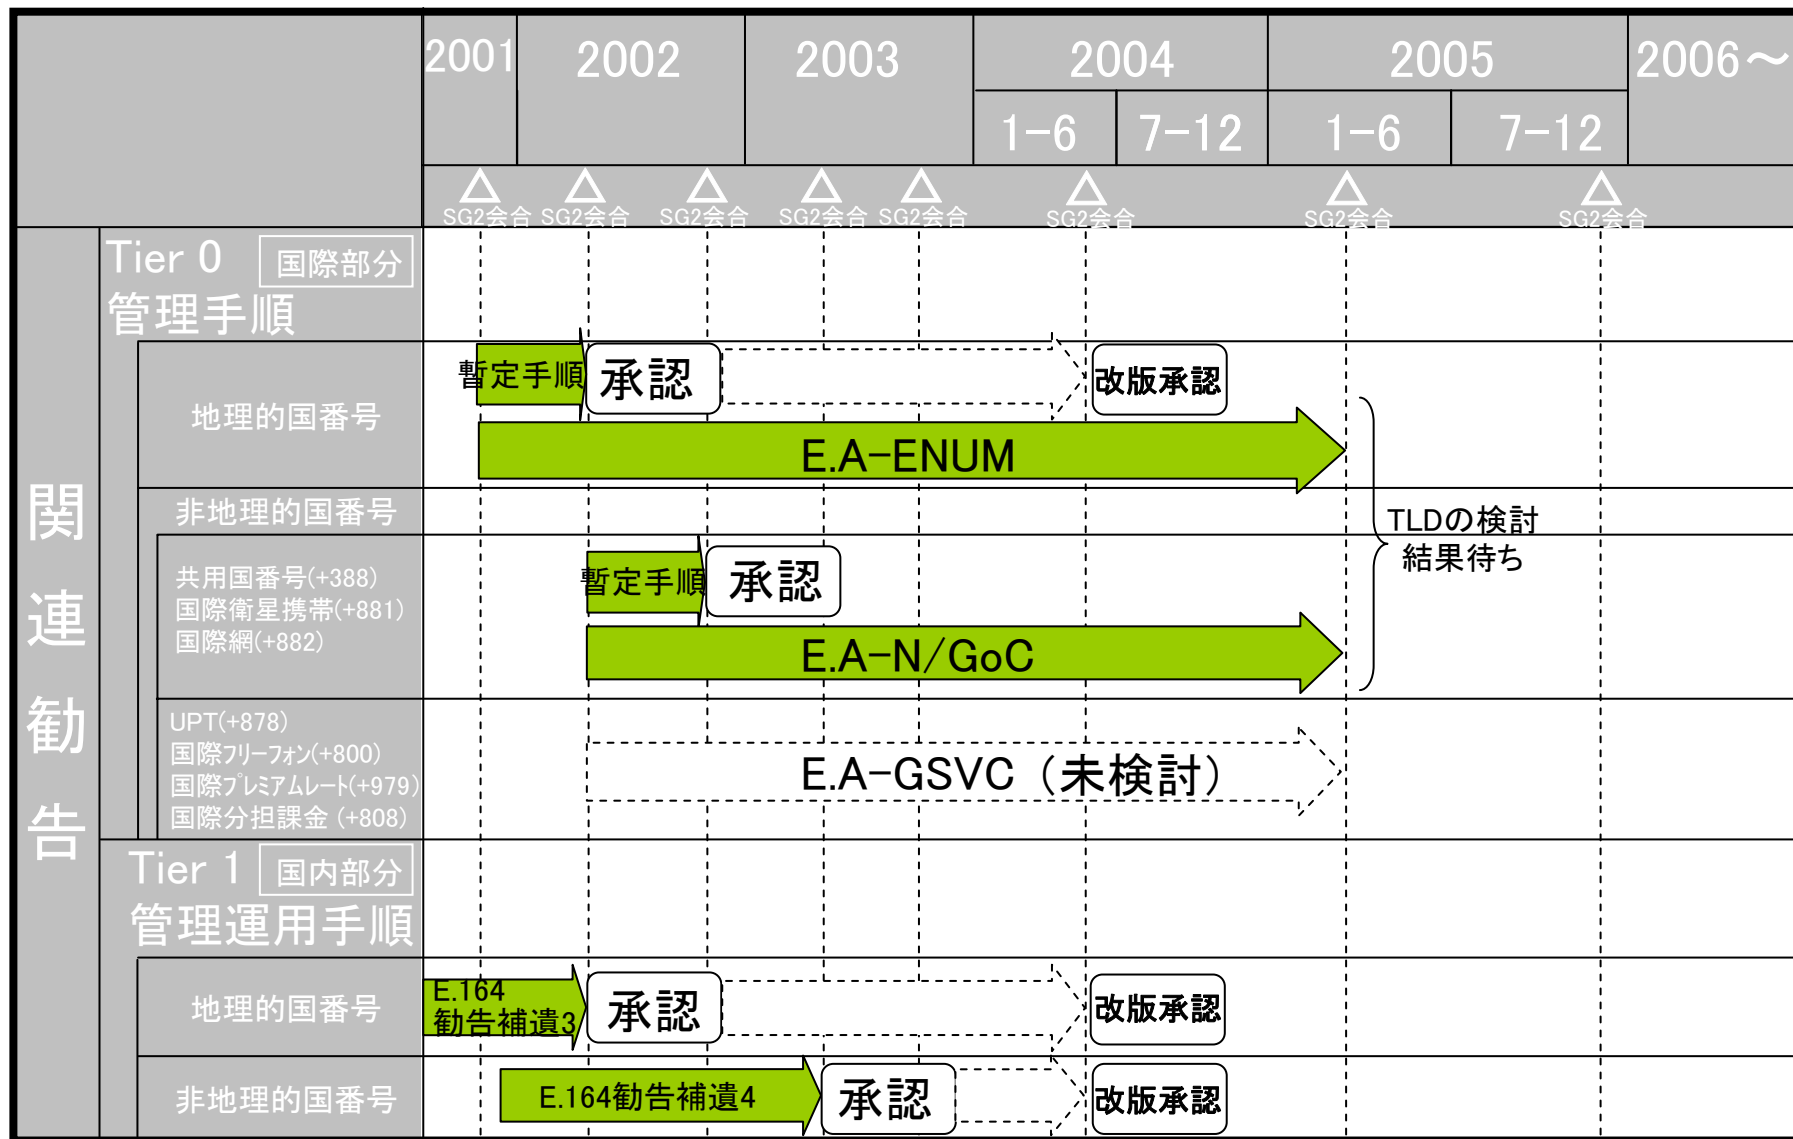 2001
2002
2003
2004
2005
2006～
1-6
7-12
1-6
7-12
SG2会合
SG2会合
SG2会合
SG2会合
SG2会合
SG2会合
SG2会合
SG2会合
関連勧告
Tier 0
国際部分
管理手順
地理的国番号
暫定手順
承認
改版承認
E.A-ENUM
非地理的国番号
TLDの検討
結果待ち
共用国番号(+388)
国際衛星携帯(+881)
国際網(+882)
暫定手順
承認
E.A-N/GoC
UPT(+878)
国際フリーフォン(+800)
国際プレミアムレート(+979)
国際分担課金 (+808)
E.A-GSVC（未検討）
Tier 1
国内部分
管理運用手順
地理的国番号
E.164
勧告補遺3
承認
改版承認
非地理的国番号
E.164勧告補遺4
承認
改版承認